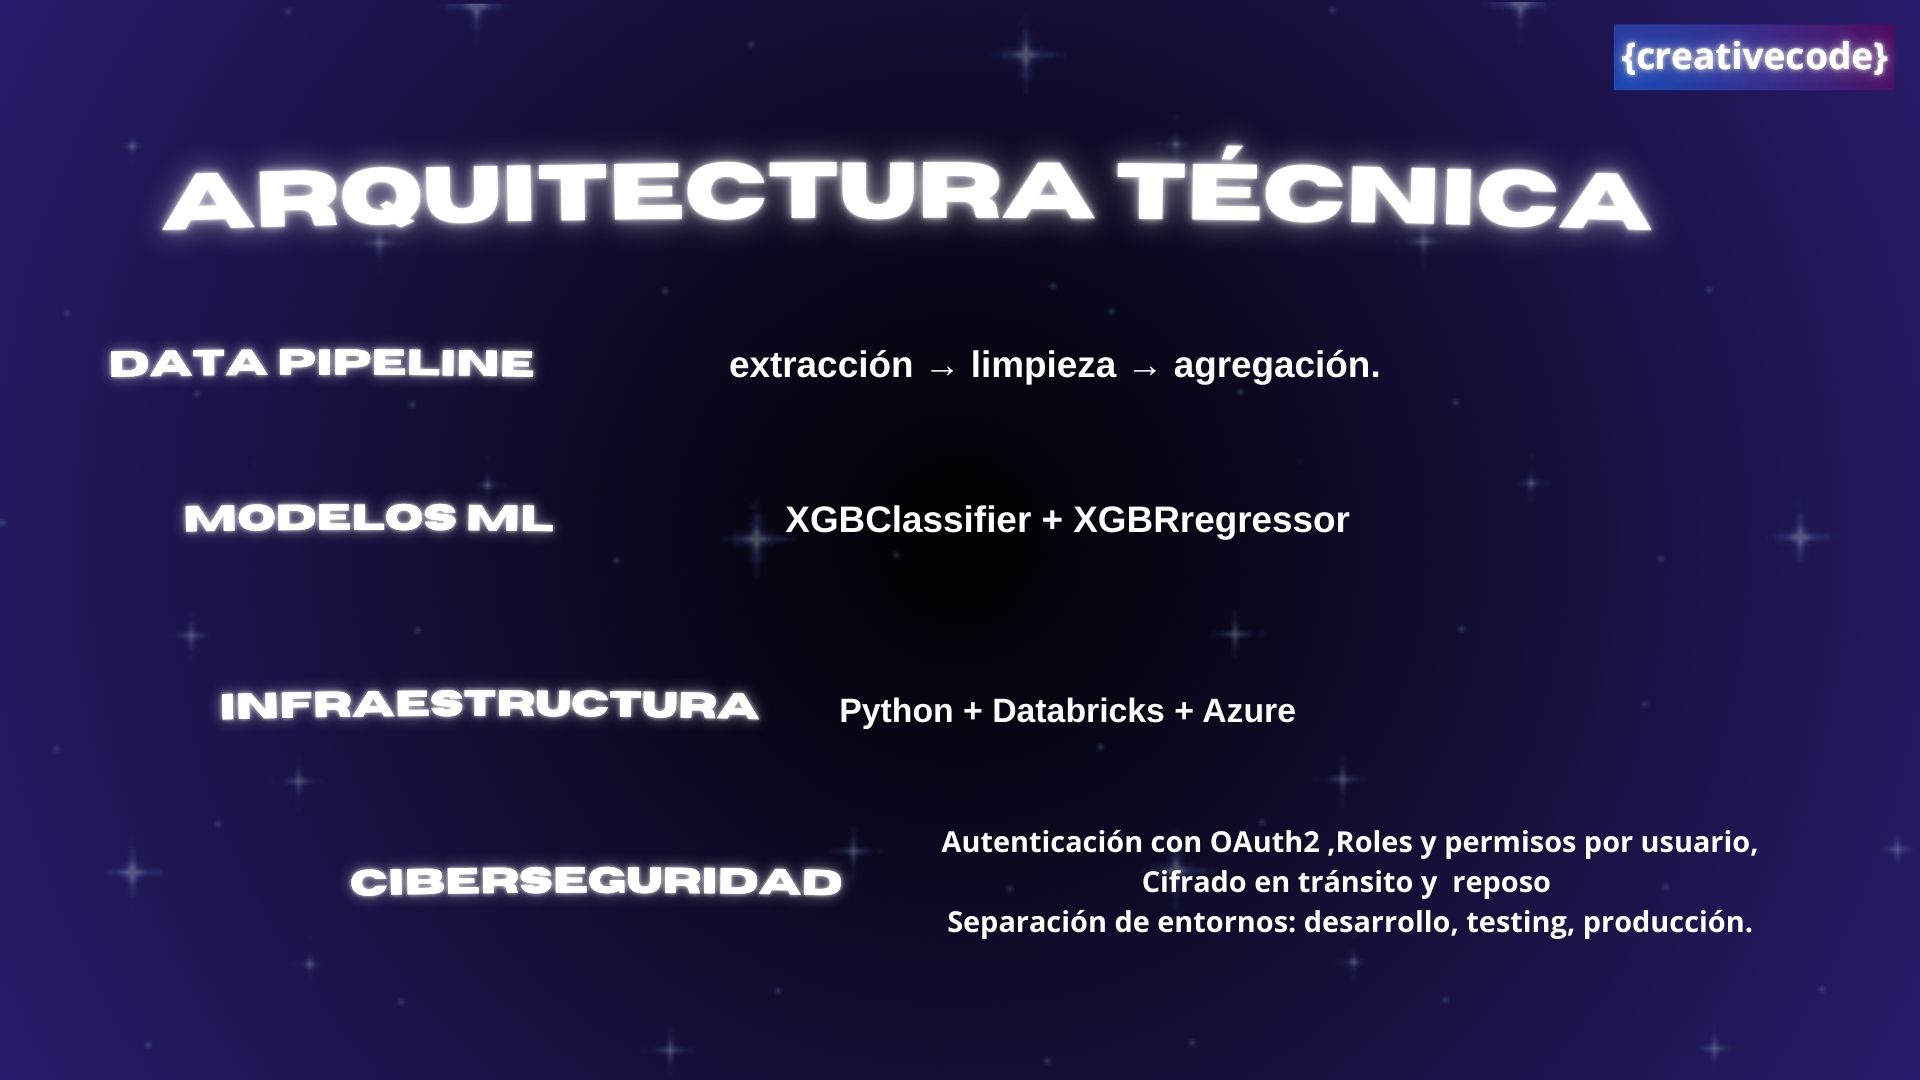 {creativecode}
ARQUITECTURA TÉCNICA
DATA PIPELINE
extracción → limpieza → agregación.
MODELOS ML
XGBClassifier + XGBRregressor
INFRAESTRUCTURA
Python + Databricks + Azure
CIBERSEGURIDAD
Autenticación con OAuth2 ,Roles y permisos por usuario,
Cifrado en tránsito y  reposo
Separación de entornos: desarrollo, testing, producción.